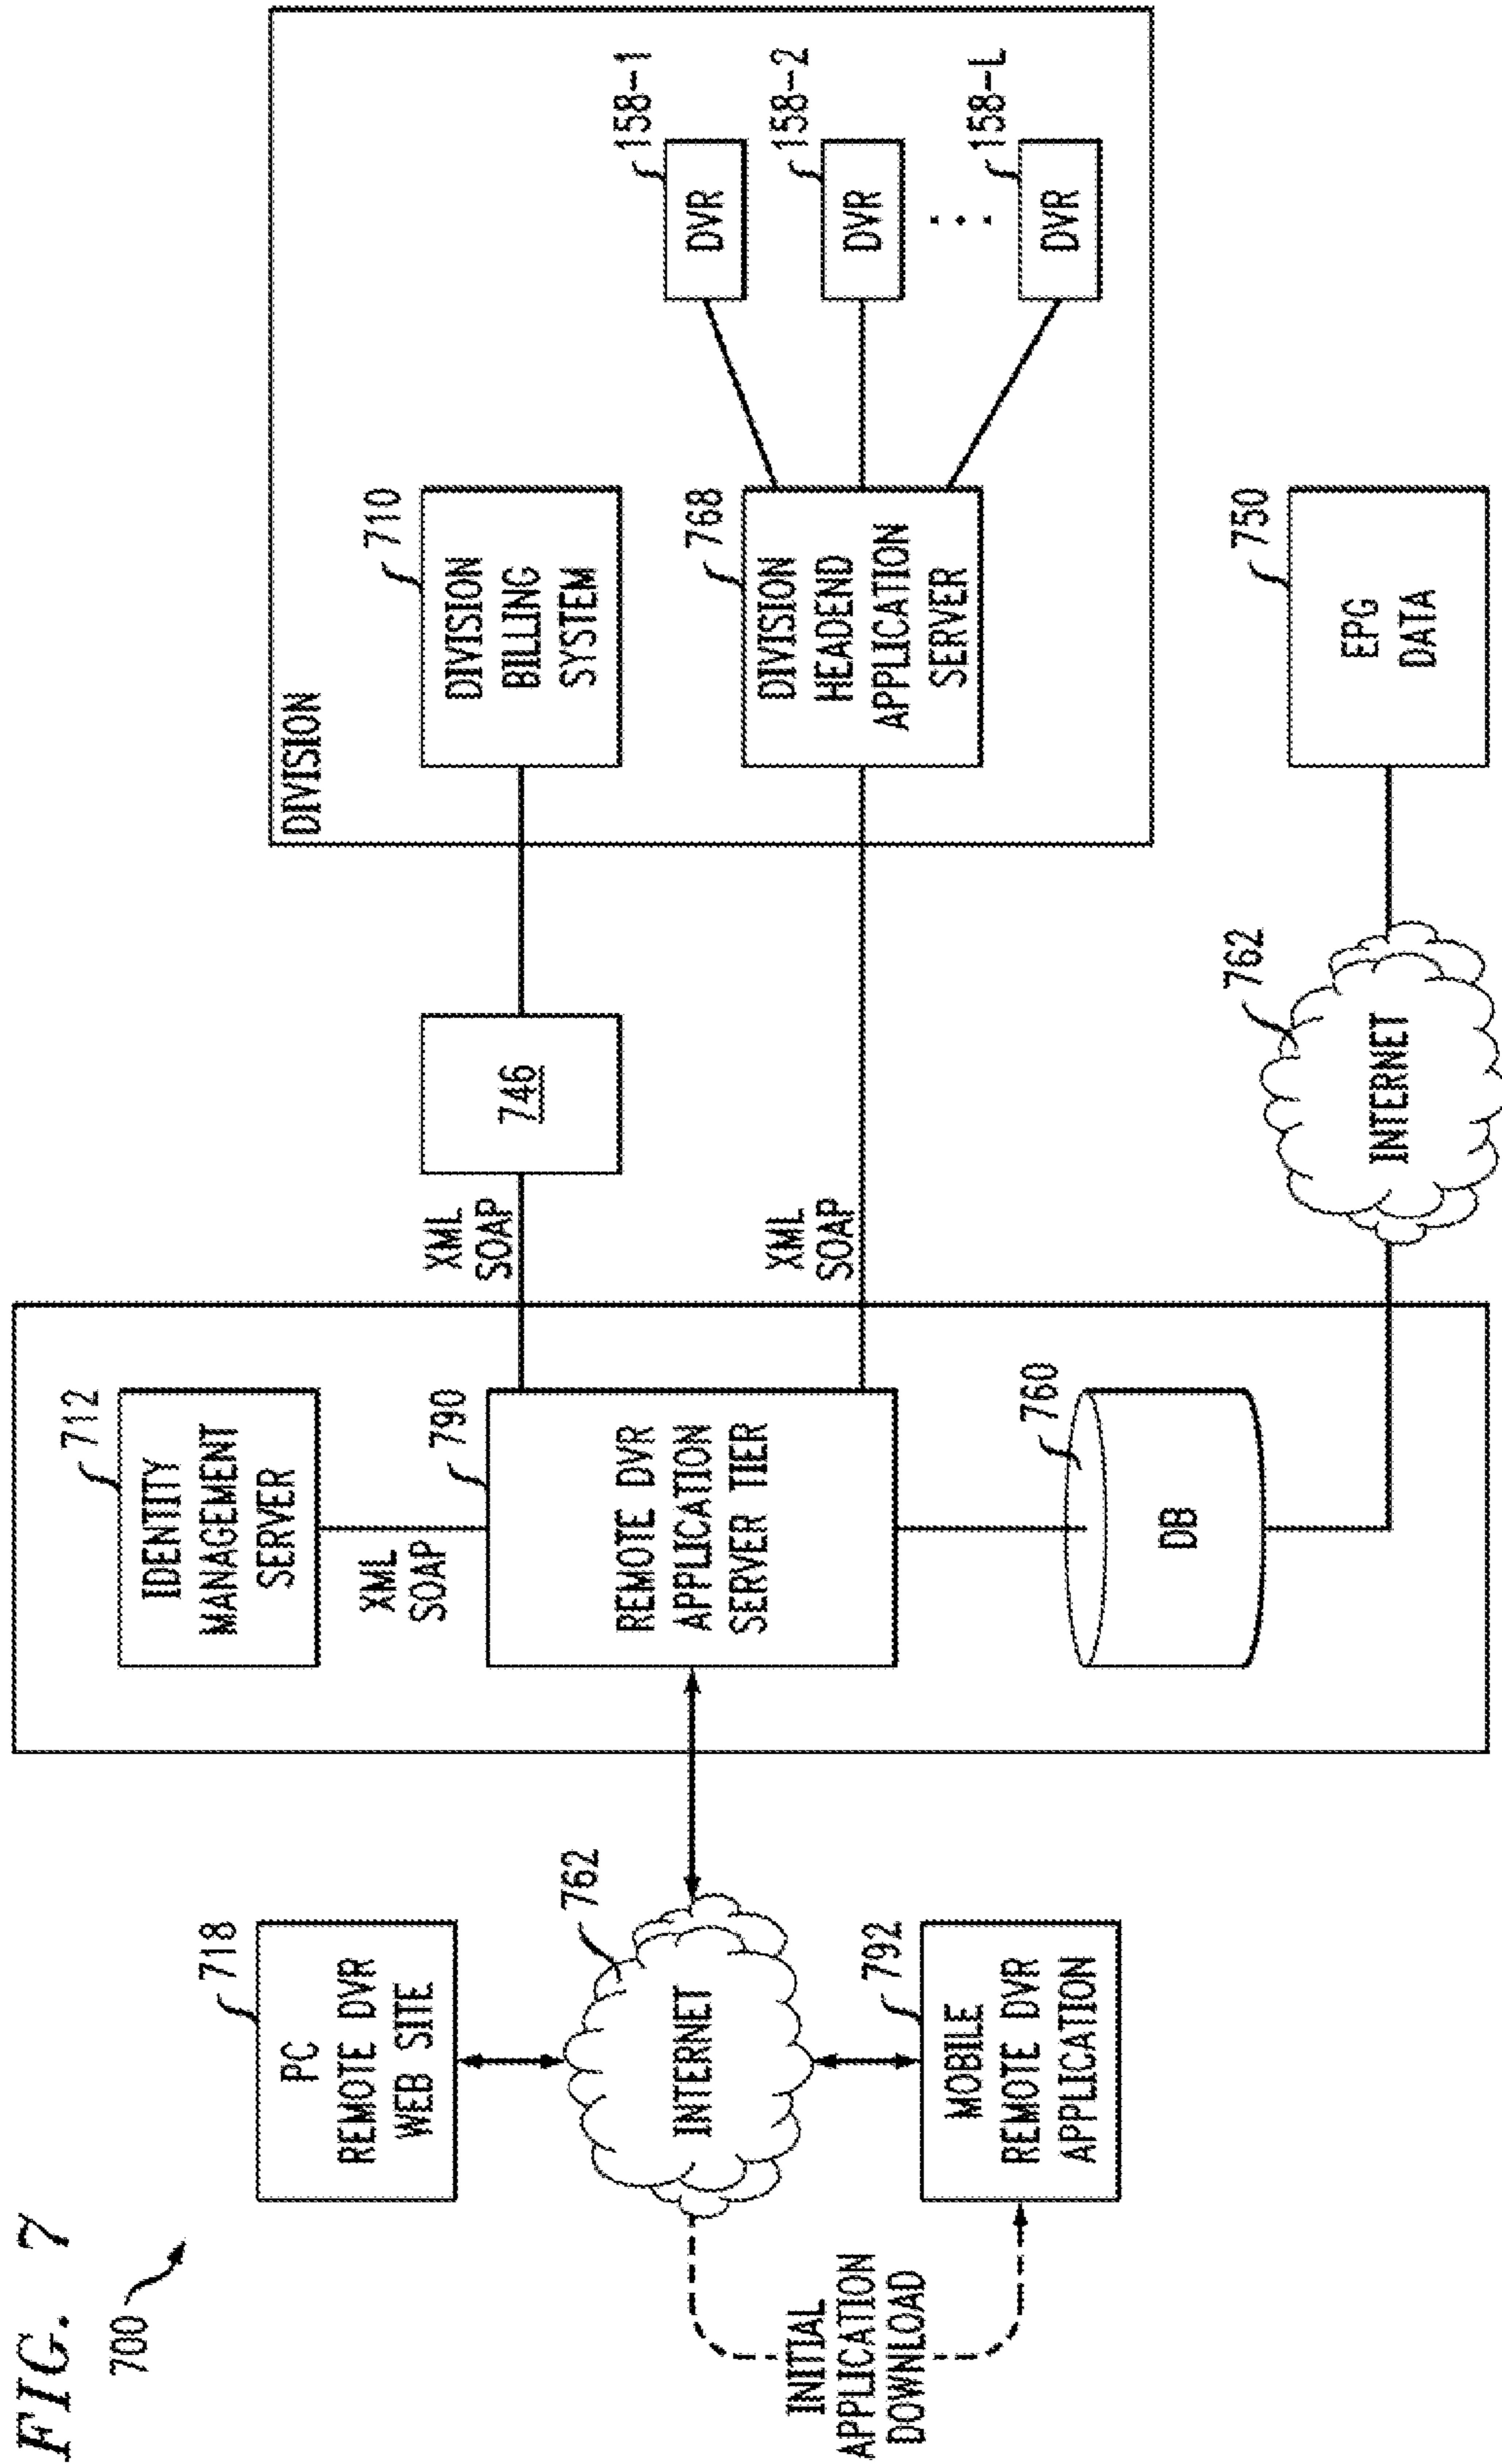 FIG. 7
700
718
PC
REMOTE DVR
WEB SITE
762
INTERNET
792
MOBILE
REMOTE DVR
APPLICATION
INITIAL
APPLICATION
DOWNLOAD
712
IDENTITY
MANAGEMENT
SERVER
XML
SOAP
790
REMOTE DVR
APPLICATION
SERVER TIER
760
DB
XML
SOAP
746
XML
SOAP
762
INTERNET
DIVISION
710
DIVISION
BILLING
SYSTEM
768
DIVISION
HEADEND
APPLICATION
SERVER
158-1
DVR
158-2
DVR
158-L
DVR
750
EPG
DATA